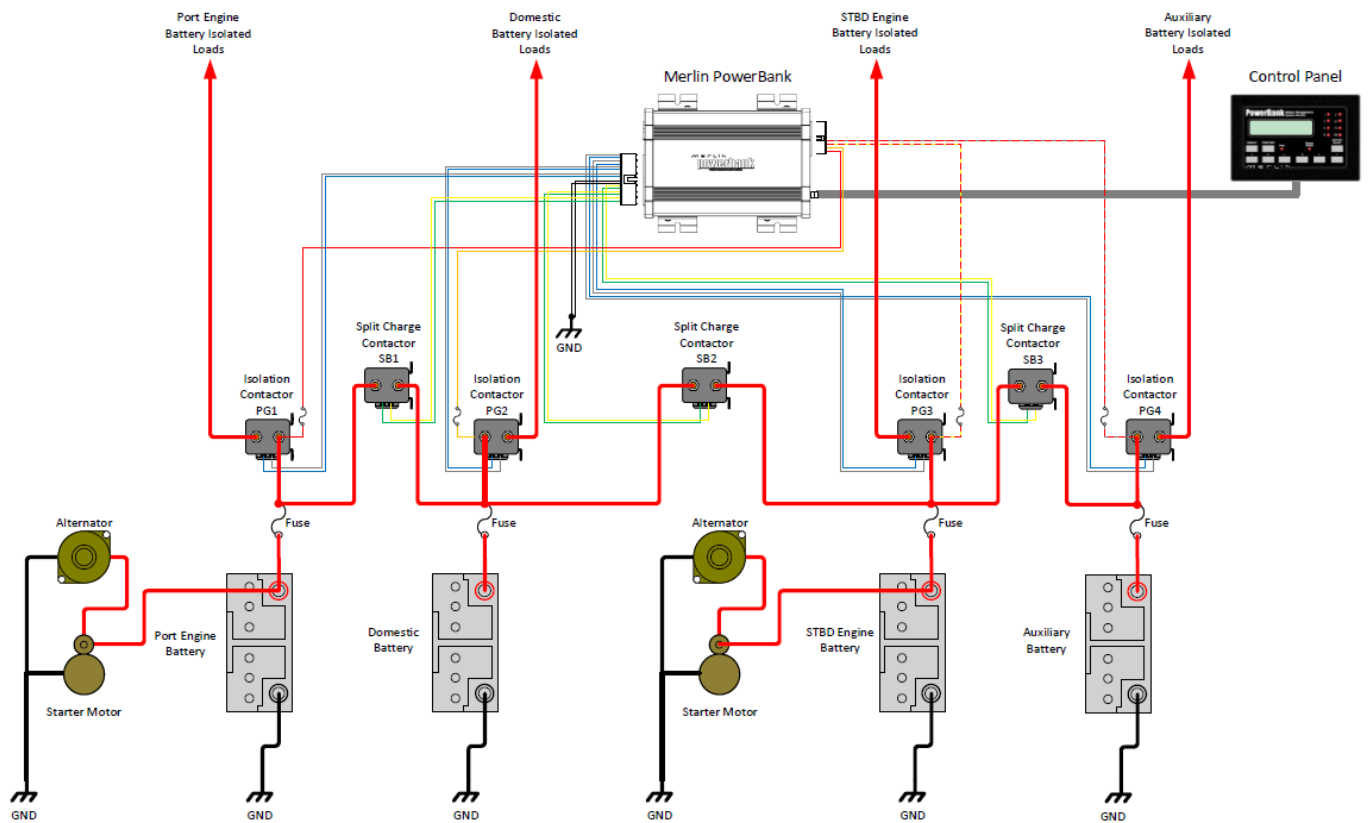 Port Engine
Battery Isolated
Loads
Domestic
Battery Isolated
Loads
STBD Engine
Battery Isolated
Loads
Auxiliary
Battery Isolated
Loads
Merlin PowerBank
Control Panel
PowerBank
MERLIN
powerbank
MERLIN
GND
Split Charge
Contactor
SB1
Split Charge
Contactor
SB2
Split Charge
Contactor
SB3
Isolation
Contactor
PG1
Isolation
Contactor
PG2
Isolation
Contactor
PG3
Isolation
Contactor
PG4
Fuse
Fuse
Fuse
Fuse
Alternator
Alternator
Port Engine
Battery
Domestic
Battery
STBD Engine
Battery
Auxiliary
Battery
Starter Motor
Starter Motor
GND
GND
GND
GND
GND
GND